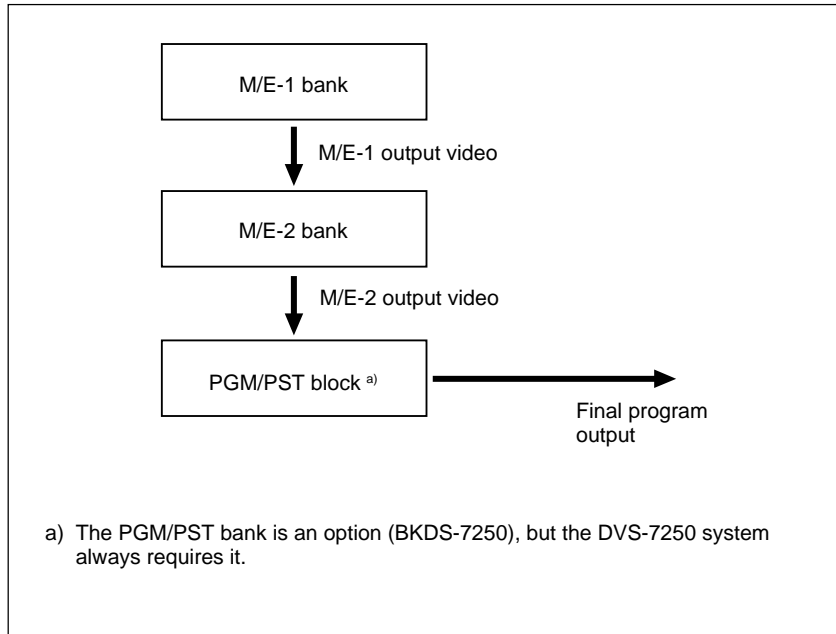 M/E-1 bank
M/E-1 output video
M/E-2 bank
M/E-2 output video
PGM/PST block a)
Final program
output
a) The PGM/PST bank is an option (BKDS-7250), but the DVS-7250 system
always requires it.